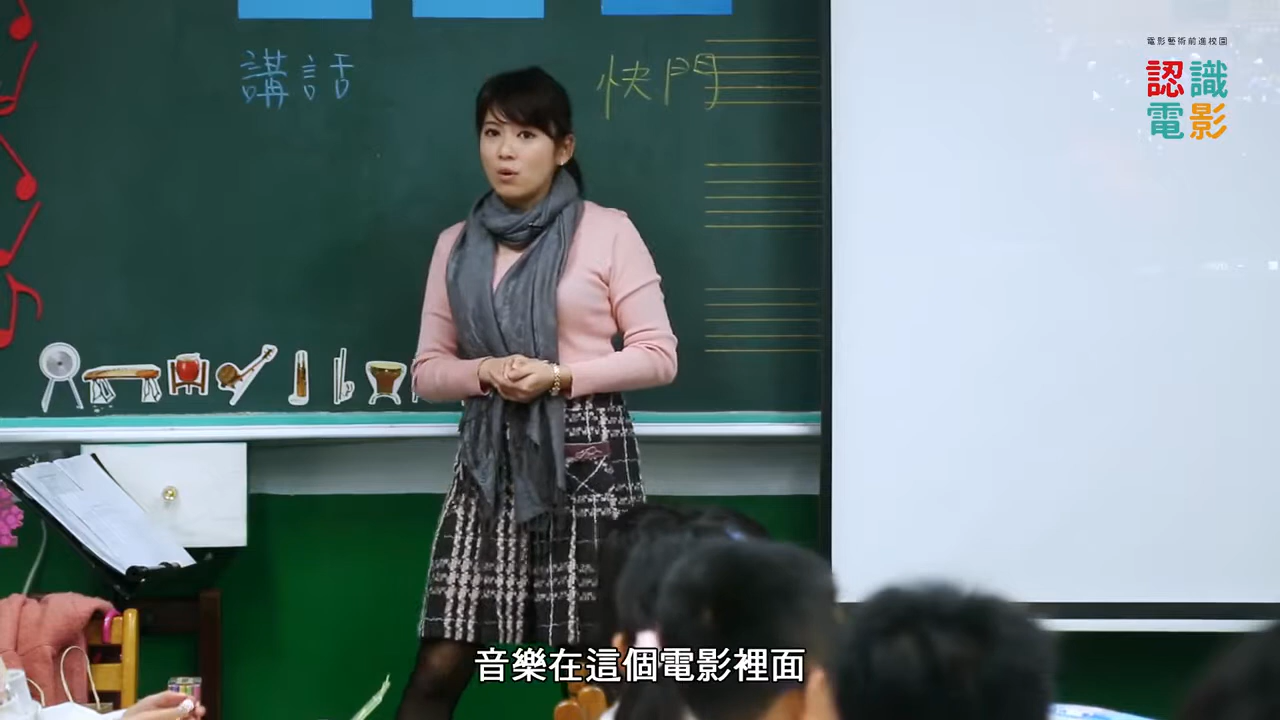 電影藝術前進校園
認識
電影
講話
快門
音樂在這個電影裡面